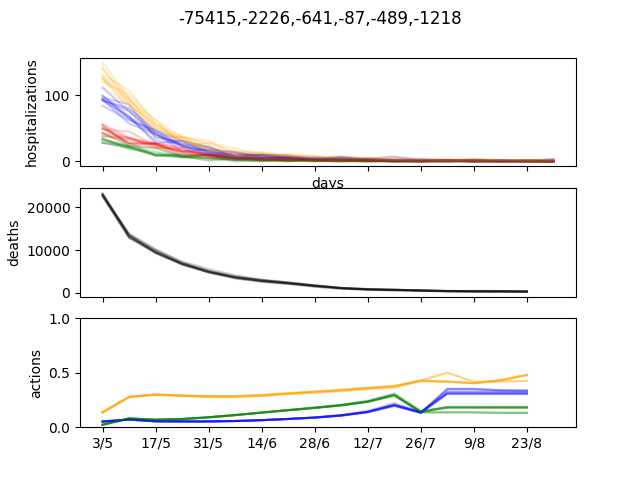 -75415,-2226,-641,-87,-489,-1218
hospitalizations
100
0
days
deaths
20000
10000
0
actions
1.0
0.5
0.0
3/5 17/5 31/5 14/6 28/6 12/7 26/7 9/8 23/8